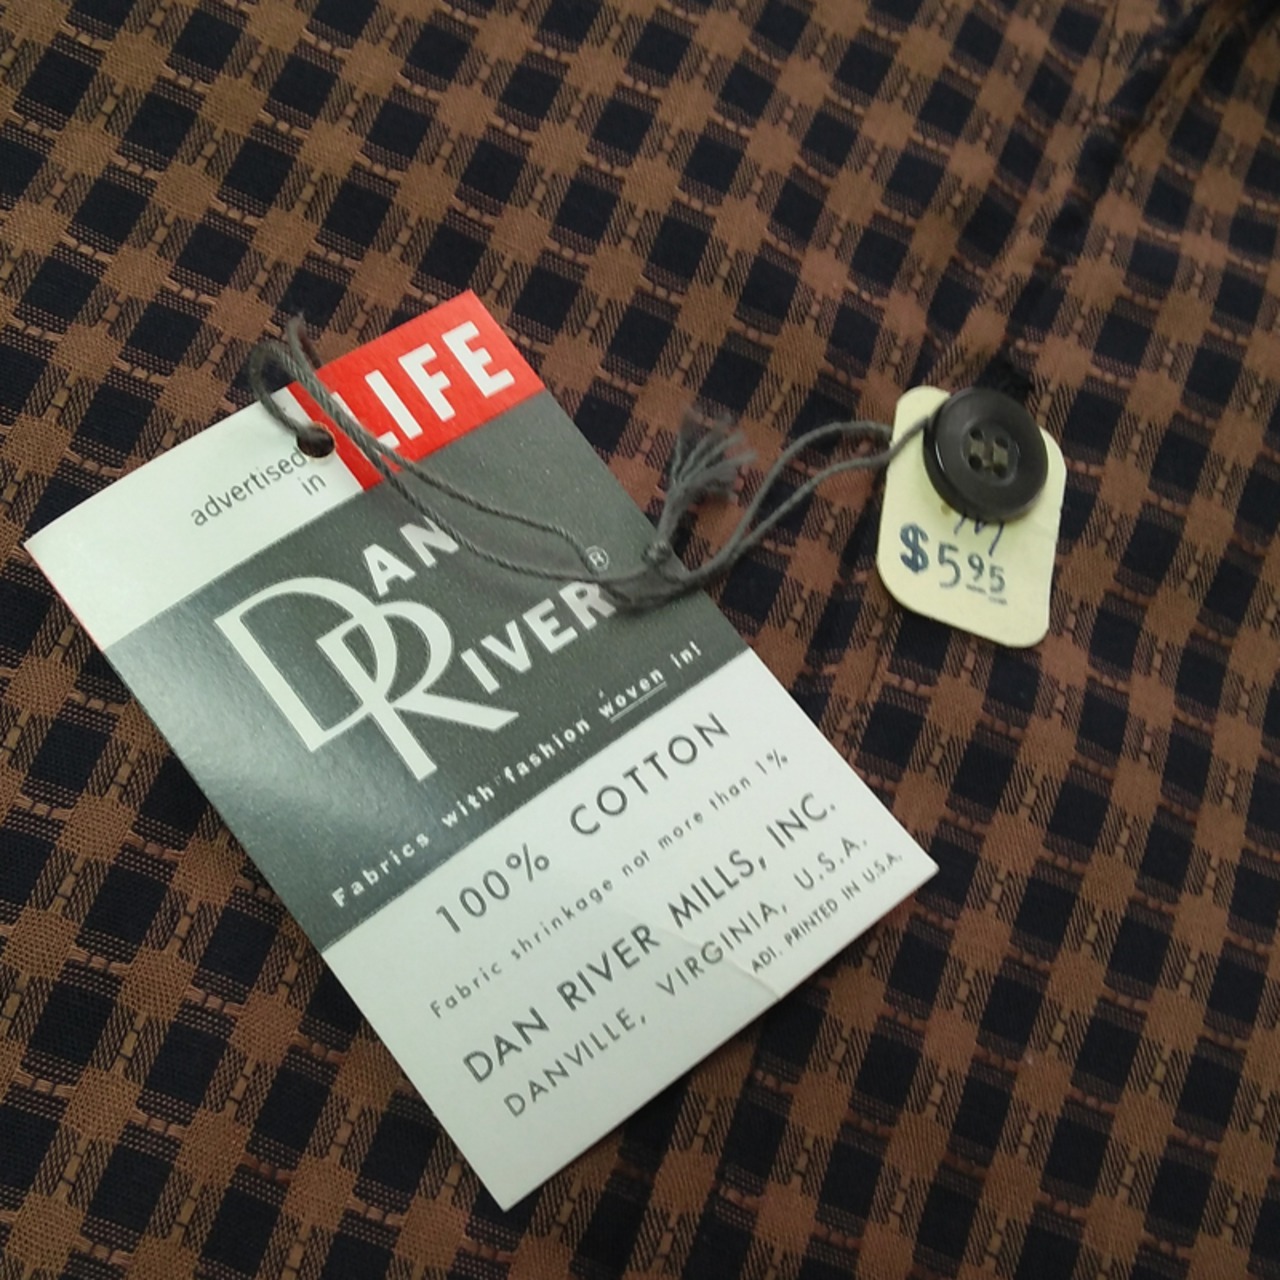 advertised
in
LIFE
DAN
RIVER®
Fabrics with fashion woven in!
100% COTTON
Fabric shrinkage not more than 1%
DAN RIVER MILLS, INC.
DANVILLE, VIRGINIA, U.S.A.
AD1. PRINTED IN U.S.A.
M
$5.95